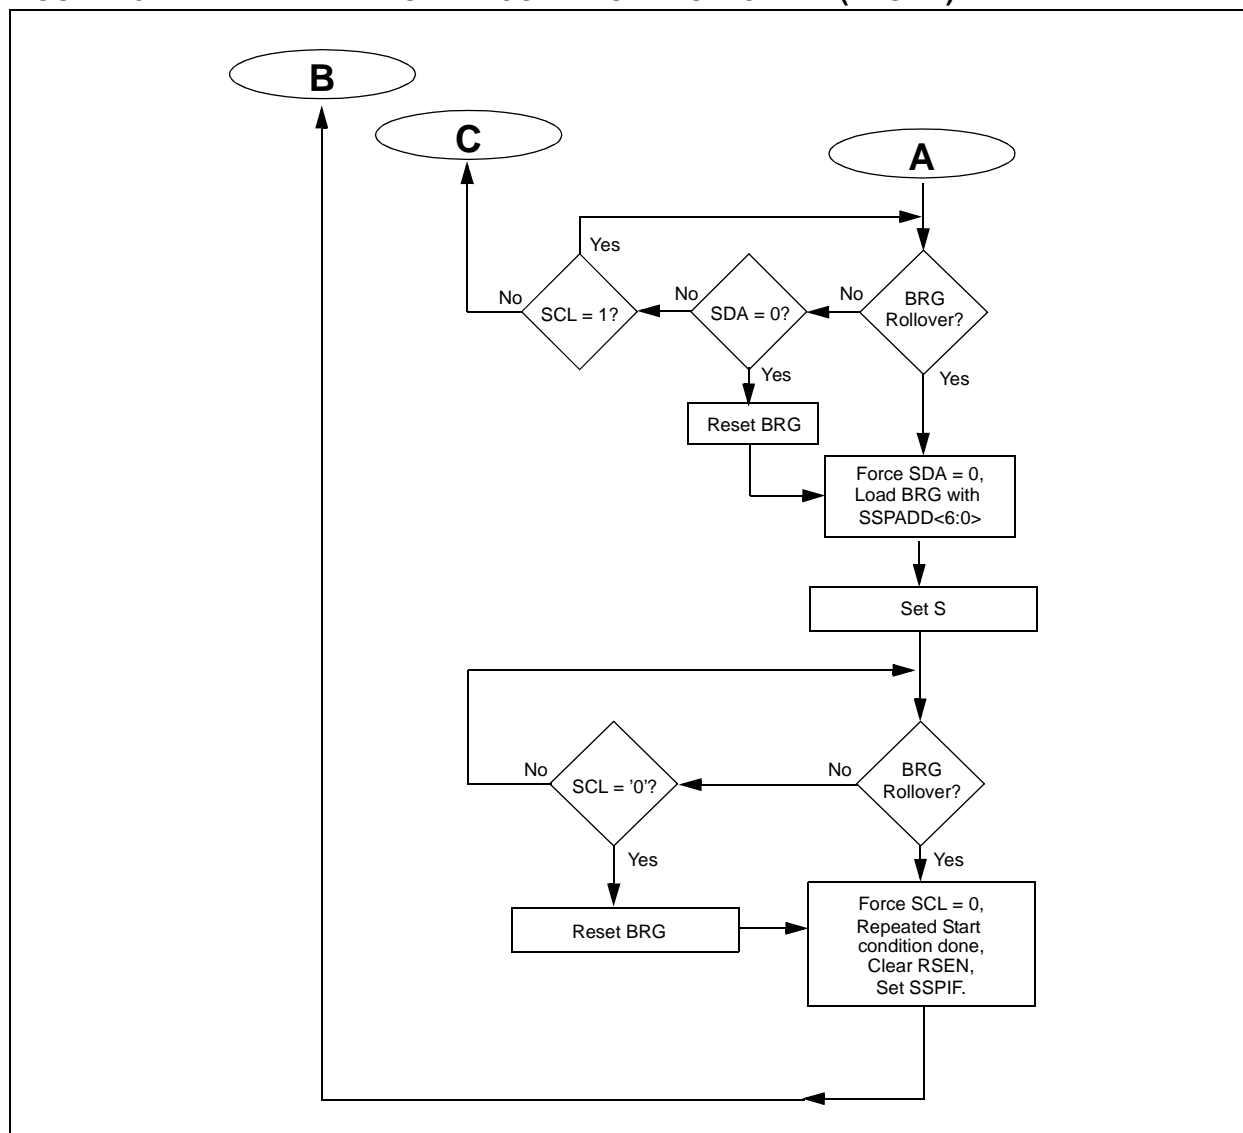 B
C
A
Yes
No
SCL = 1?
No
SDA = 0?
No
BRG
Rollover?
Yes
Yes
Reset BRG
Force SDA = 0,
Load BRG with
SSPADD<6:0>
Set S
No
SCL = '0'?
No
BRG
Rollover?
Yes
Yes
Reset BRG
Force SCL = 0,
Repeated Start
condition done,
Clear RSEN,
Set SSPIF.